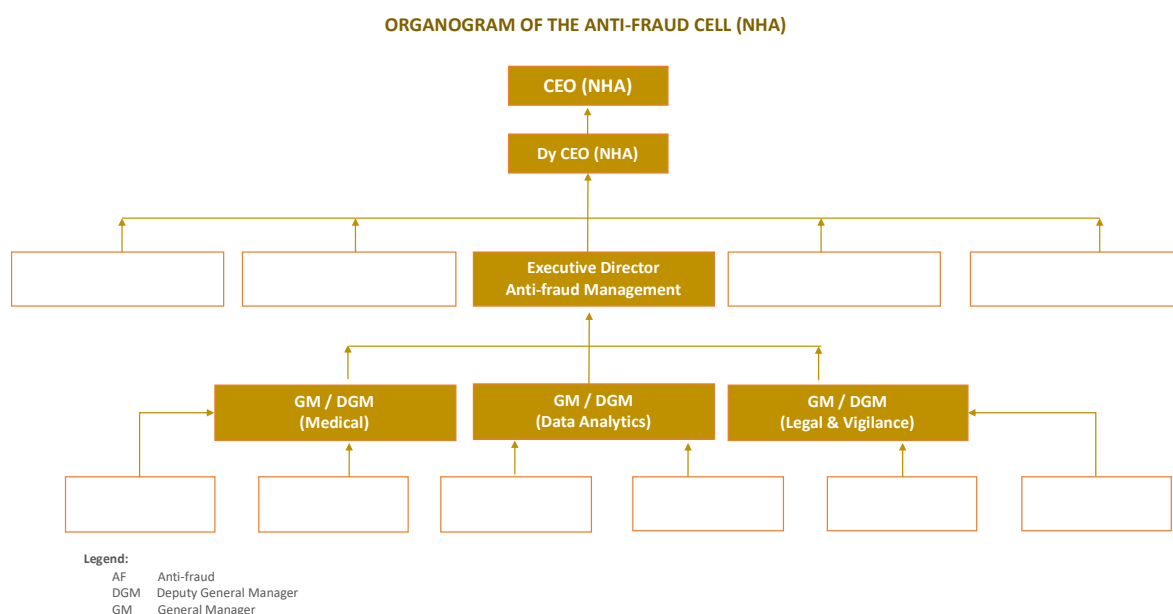 ORGANOGRAM OF THE ANTI-FRAUD CELL (NHA)
CEO (NHA)
Dy CEO (NHA)
Executive Director
Anti-fraud Management
GM / DGM
(Medical)
GM / DGM
(Data Analytics)
GM / DGM
(Legal & Vigilance)
Legend:
AF Anti-fraud
DGM Deputy General Manager
GM General Manager